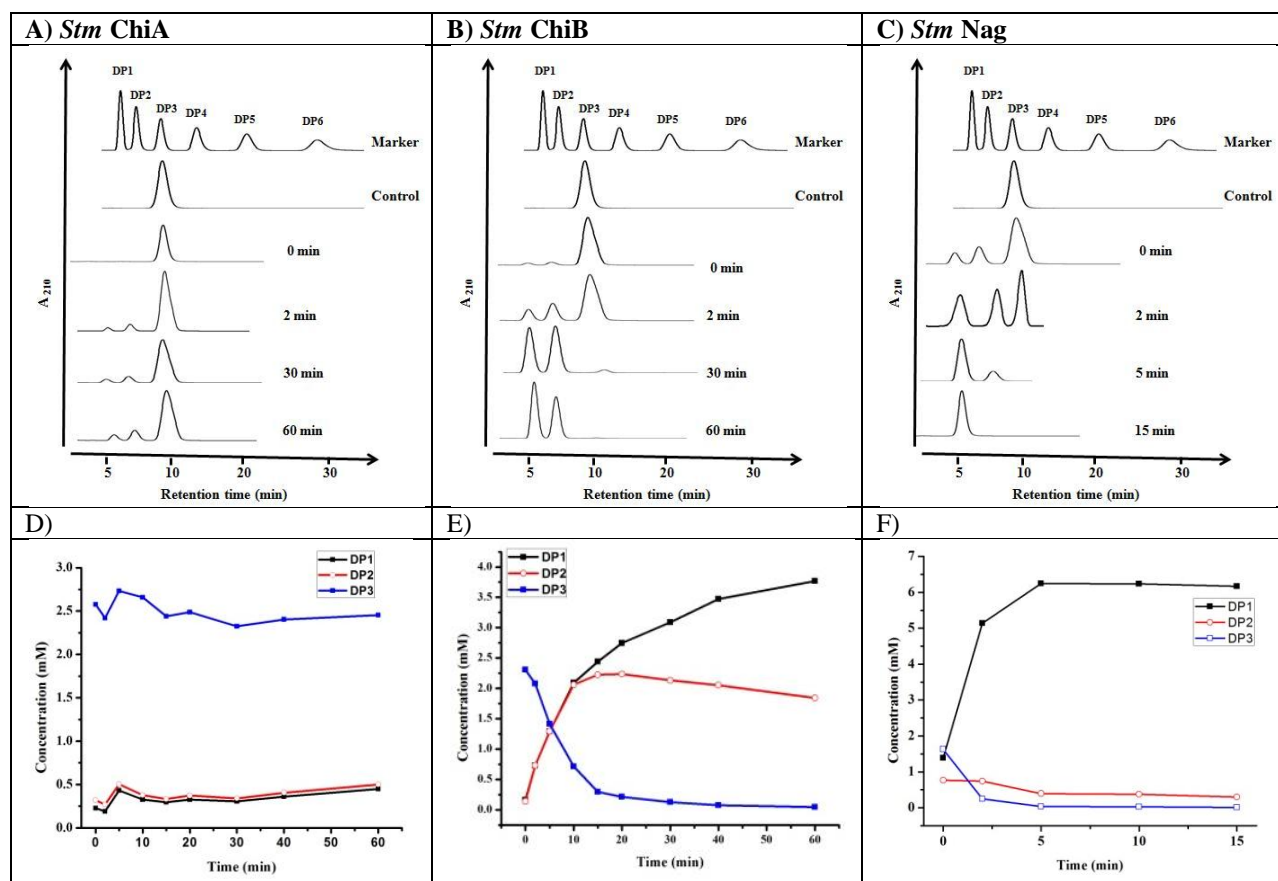 A) Stm ChiA
B) Stm ChiB
C) Stm Nag
DP1
DP2
DP3
DP4
DP5
DP6
Marker
Control
0 min
2 min
30 min
60 min
A210
5 10 20 30
Retention time (min)
DP1
DP2
DP3
DP4
DP5
DP6
Marker
Control
0 min
2 min
30 min
60 min
A210
5 10 20 30
Retention time (min)
DP1
DP2
DP3
DP4
DP5
DP6
Marker
Control
0 min
2 min
5 min
15 min
A210
5 10 20 30
Retention time (min)
D)
E)
F)
DP1
DP2
DP3
3.0
2.5
2.0
1.5
1.0
0.5
0.0
Concentration (mM)
0 10 20 30 40 50 60
Time (min)
DP1
DP2
DP3
4.0
3.5
3.0
2.5
2.0
1.5
1.0
0.5
0.0
Concentration (mM)
0 10 20 30 40 50 60
Time (min)
DP1
DP2
DP3
7
6
5
4
3
2
1
0
Concentration (mM)
0 5 10 15
Time (min)